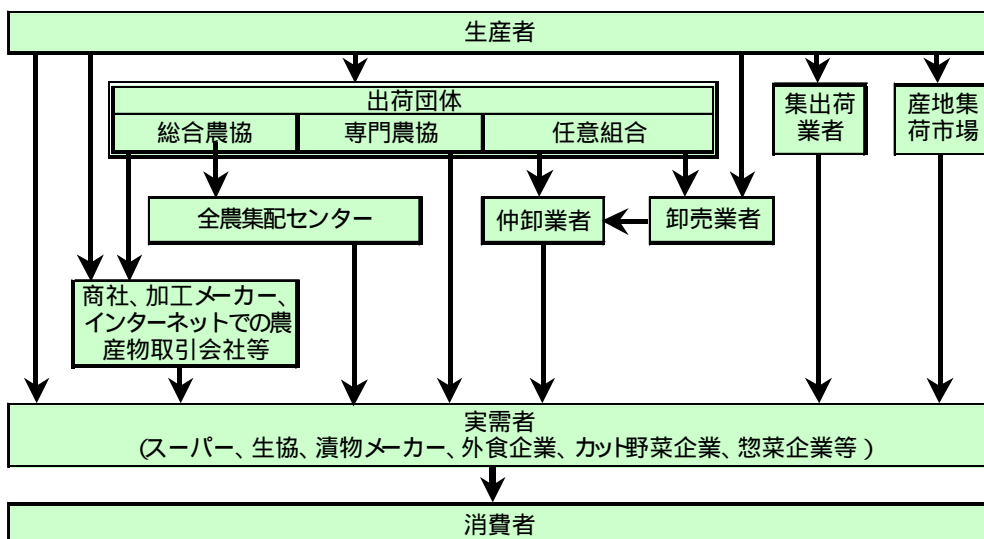 生産者
出荷団体
総合農協
専門農協
任意組合
集出荷
業者
産地集
荷市場
全農集配センター
仲卸業者
卸売業者
商社、加工メーカー、
インターネットでの農
産物取引会社等
実需者
(スーパー、生協、漬物メーカー、外食企業、カット野菜企業、惣菜企業等)
消費者